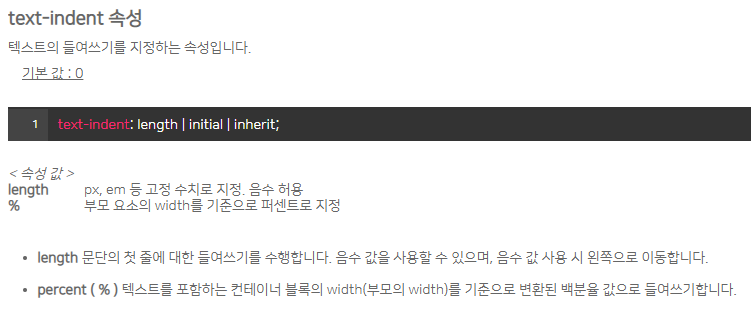 text-indent 속성
텍스트의 들여쓰기를 지정하는 속성입니다.
기본 값 : 0
1 text-indent: length | initial | inherit;
< 속성 값 >
length px, em 등 고정 수치로 지정. 음수 허용
% 부모 요소의 width를 기준으로 퍼센트로 지정
• length 문단의 첫 줄에 대한 들여쓰기를 수행합니다. 음수 값을 사용할 수 있으며, 음수 값 사용 시 왼쪽으로 이동합니다.
• percent ( % ) 텍스트를 포함하는 컨테이너 블록의 width(부모의 width)를 기준으로 변환된 백분율 값으로 들여쓰기합니다.